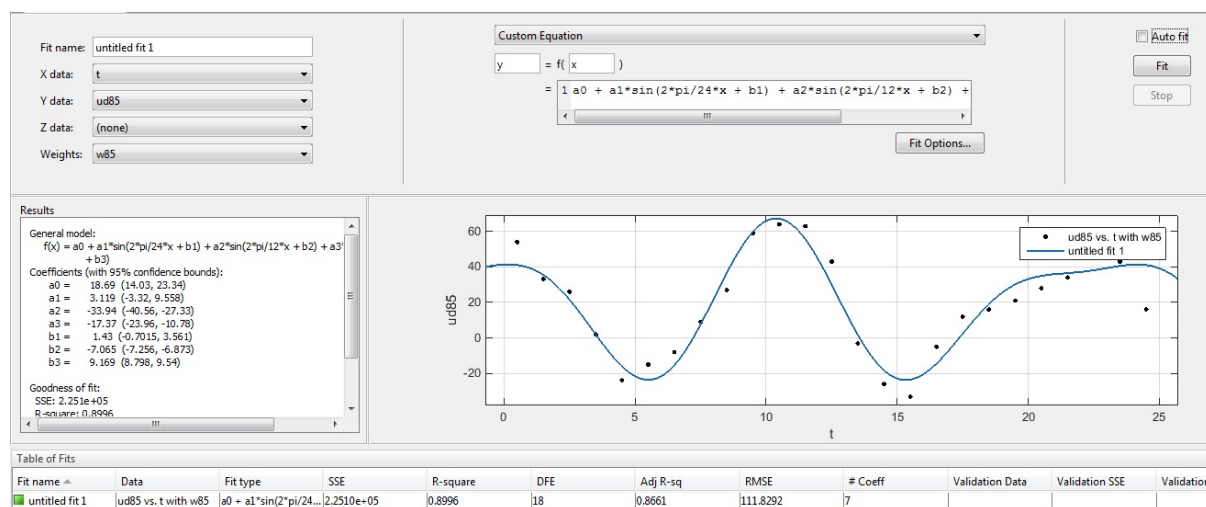 Fit name: untitled fit 1
X data: t
Y data: ud85
Z data: (none)
Weights: w85
Custom Equation
y = f( x )
= 1 a0 + a1*sin(2*pi/24*x + b1) + a2*sin(2*pi/12*x + b2) +
Fit Options...
Auto fit
Fit
Stop
Results
General model:
f(x) = a0 + a1*sin(2*pi/24*x + b1) + a2*sin(2*pi/12*x + b2) + a3*
+ b3)
Coefficients (with 95% confidence bounds):
a0 = 18.69 (14.03, 23.34)
a1 = 3.119 (-3.32, 9.558)
a2 = -33.94 (-40.56, -27.33)
a3 = -17.37 (-23.96, -10.78)
b1 = 1.43 (-0.7015, 3.561)
b2 = -7.065 (-7.256, -6.873)
b3 = 9.169 (8.798, 9.54)
Goodness of fit:
SSE: 2.251e+05
R-square: 0.8996
ud85
60
40
20
0
-20
0 5 10 15 20 25
t
ud85 vs. t with w85
untitled fit 1
Table of Fits
Fit name Data Fit type SSE R-square DFE Adj R-sq RMSE # Coeff Validation Data Validation SSE Validation
untitled fit 1 ud85 vs. t with w85 a0 + a1*sin(2*pi/24... 2.2510e+05 0.8996 18 0.8661 111.8292 7